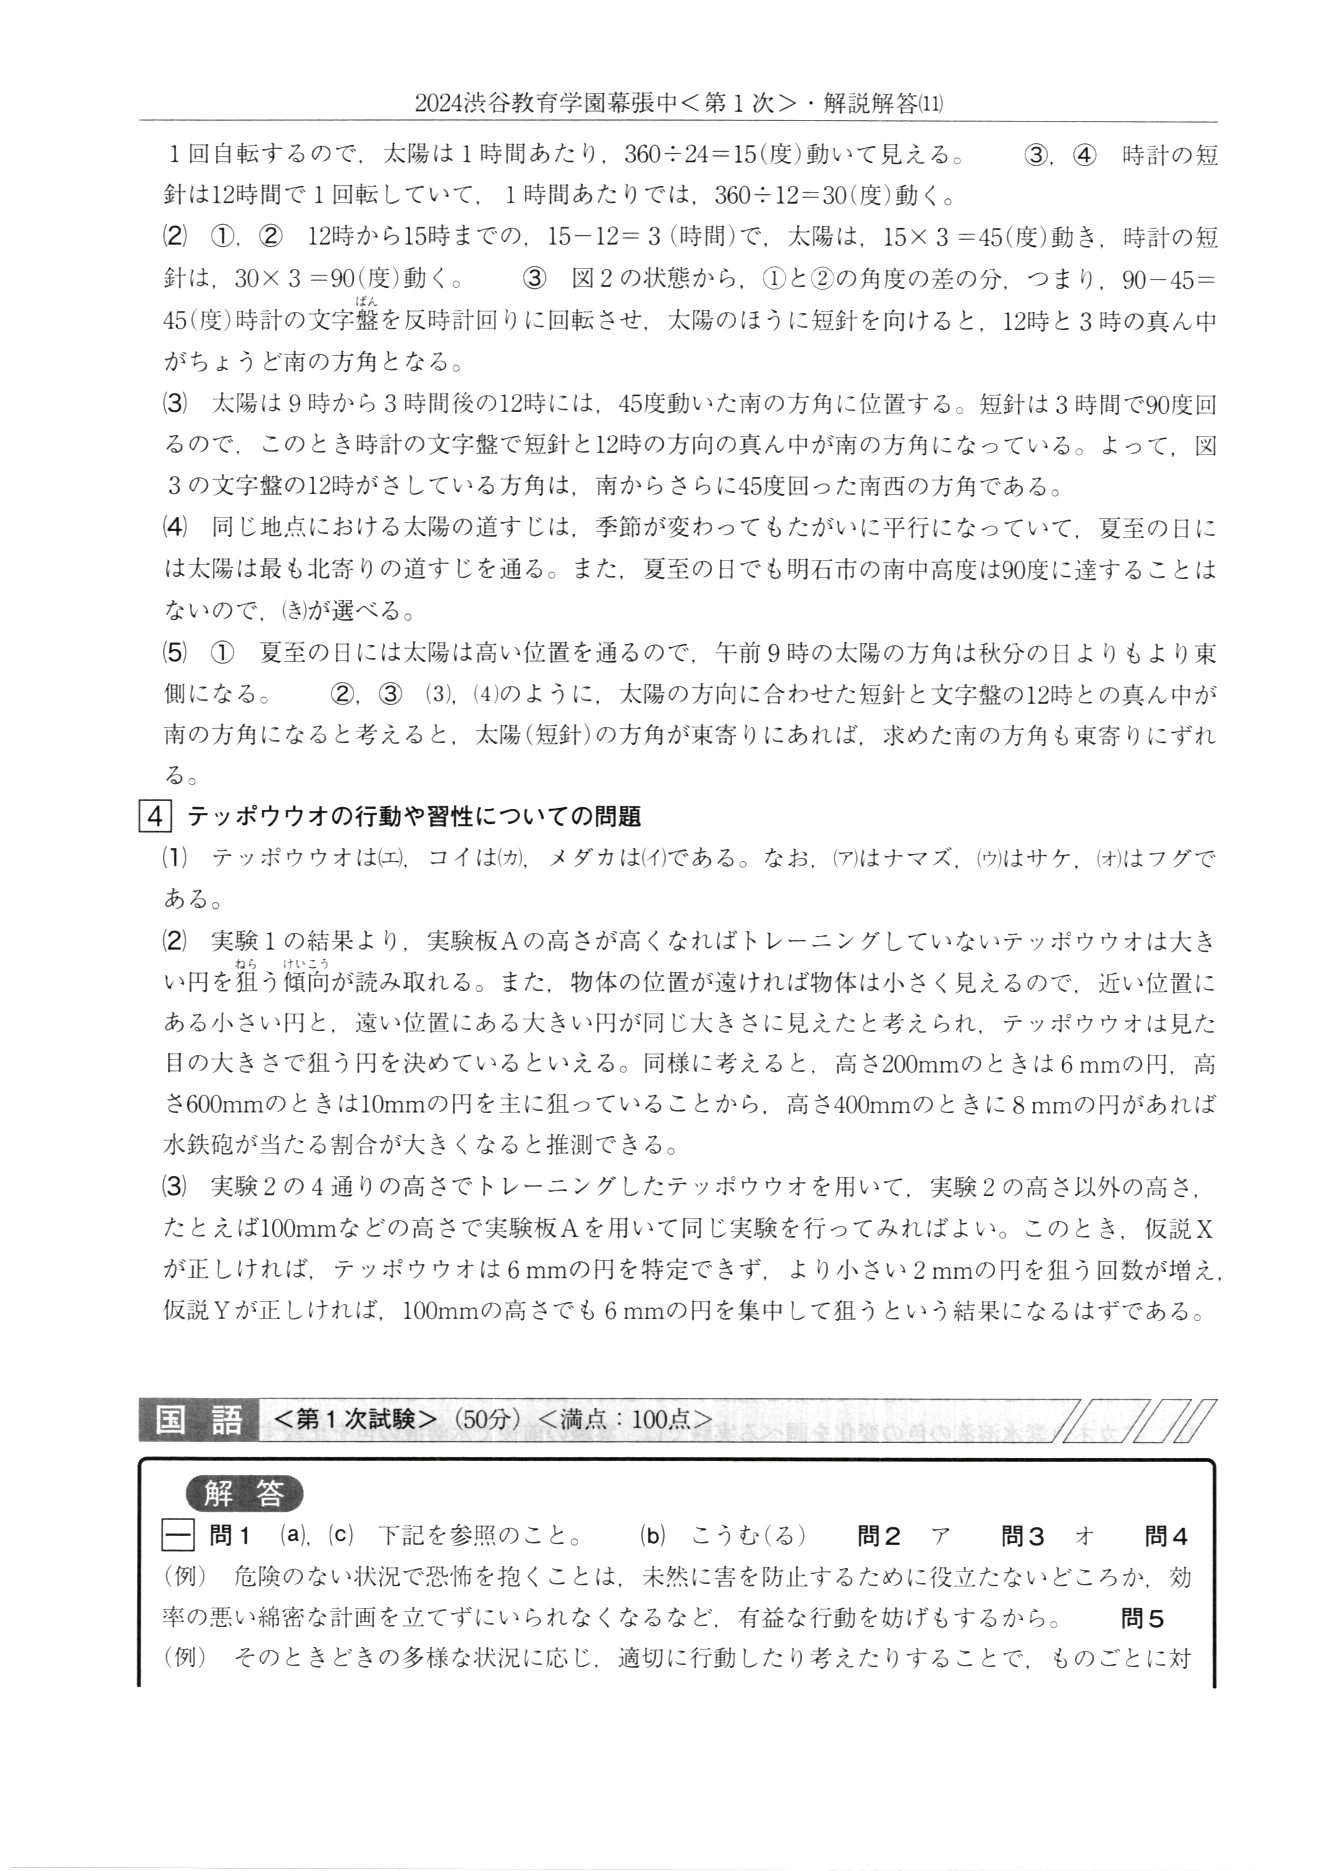 2024渋谷教育学園幕張中＜第１次＞・解説解答⑾
１回自転するので，太陽は１時間あたり，360÷24＝15(度)動いて見える。　　③，④　時計の短
針は12時間で１回転していて，１時間あたりでは，360÷12＝30(度)動く。
⑵　①，②　12時から15時までの，15－12＝３(時間)で，太陽は，15×３＝45(度)動き，時計の短
針は，30×３＝90(度)動く。　　③　図２の状態から，①と②の角度の差の分，つまり，90－45＝
ばん
45(度)時計の文字盤を反時計回りに回転させ，太陽のほうに短針を向けると，12時と３時の真ん中
がちょうど南の方角となる。
⑶　太陽は９時から３時間後の12時には，45度動いた南の方角に位置する。短針は３時間で90度回
るので，このとき時計の文字盤で短針と12時の方向の真ん中が南の方角になっている。よって，図
３の文字盤の12時がさしている方角は，南からさらに45度回った南西の方角である。
⑷　同じ地点における太陽の道すじは，季節が変わってもたがいに平行になっていて，夏至の日に
は太陽は最も北寄りの道すじを通る。また，夏至の日でも明石市の南中高度は90度に達することは
ないので，(き)が選べる。
⑸　①　夏至の日には太陽は高い位置を通るので，午前９時の太陽の方角は秋分の日よりもより東
側になる。　　②，③　⑶，⑷のように，太陽の方向に合わせた短針と文字盤の12時との真ん中が
南の方角になると考えると，太陽(短針)の方角が東寄りにあれば，求めた南の方角も東寄りにずれ
る。
4 テッポウウオの行動や習性についての問題
⑴　テッポウウオは(エ)，コイは(カ)，メダカは(イ)である。なお，(ア)はナマズ，(ウ)はサケ，(オ)はフグで
ある。
⑵　実験１の結果より，実験板Ａの高さが高くなればトレーニングしていないテッポウウオは大き
ねら　けいこう
い円を狙う傾向が読み取れる。また，物体の位置が遠ければ物体は小さく見えるので，近い位置に
ある小さい円と，遠い位置にある大きい円が同じ大きさに見えたと考えられ，テッポウウオは見た
目の大きさで狙う円を決めているといえる。同様に考えると，高さ200mmのときは６mmの円，高
さ600mmのときは10mmの円を主に狙っていることから，高さ400mmのときに８mmの円があれば
水鉄砲が当たる割合が大きくなると推測できる。
⑶　実験２の４通りの高さでトレーニングしたテッポウウオを用いて，実験２の高さ以外の高さ，
たとえば100mmなどの高さで実験板Ａを用いて同じ実験を行ってみればよい。このとき，仮説Ｘ
が正しければ，テッポウウオは６mmの円を特定できず，より小さい２mmの円を狙う回数が増え，
仮説Ｙが正しければ，100mmの高さでも６mmの円を集中して狙うという結果になるはずである。
国　語　＜第１次試験＞（50分）＜満点：100点＞
解　答
一　問１　(a)，(c)　下記を参照のこと。　　(b)　こうむ(る)　　問２　ア　　問３　オ　　問４
（例）　危険のない状況で恐怖を抱くことは，未然に害を防止するために役立たないどころか，効
率の悪い綿密な計画を立てずにいられなくなるなど，有益な行動を妨げもするから。　　問５
（例）　そのときどきの多様な状況に応じ，適切に行動したり考えたりすることで，ものごとに対